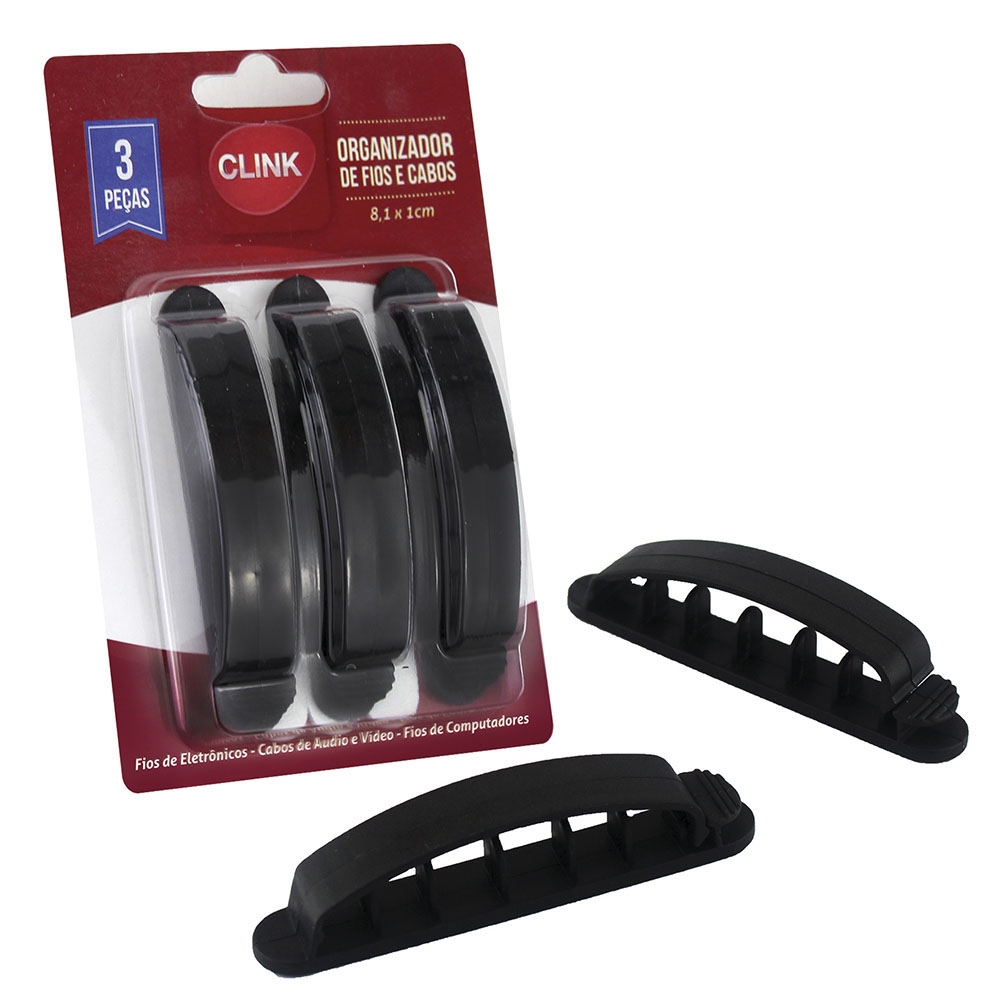 3
PEÇAS
CLINK
ORGANIZADOR
DE FIOS E CABOS
8,1 x 1cm
Fios de Eletrônicos - Cabos de Audio e Vídeo - Fios de Computadores